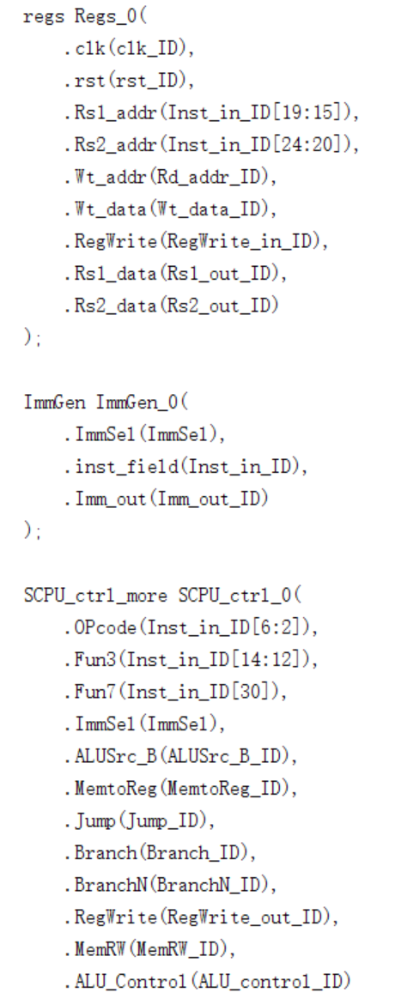 regs Regs_0(
    .clk(clk_ID),
    .rst(rst_ID),
    .Rs1_addr(Inst_in_ID[19:15]),
    .Rs2_addr(Inst_in_ID[24:20]),
    .Wt_addr(Rd_addr_ID),
    .Wt_data(Wt_data_ID),
    .RegWrite(RegWrite_in_ID),
    .Rs1_data(Rs1_out_ID),
    .Rs2_data(Rs2_out_ID)
);

ImmGen ImmGen_0(
    .ImmSel(ImmSel),
    .inst_field(Inst_in_ID),
    .Imm_out(Imm_out_ID)
);

SCPU_ctrl_more SCPU_ctrl_0(
    .OPcode(Inst_in_ID[6:2]),
    .Fun3(Inst_in_ID[14:12]),
    .Fun7(Inst_in_ID[30]),
    .ImmSel(ImmSel),
    .ALUSrc_B(ALUSrc_B_ID),
    .MemtoReg(MemtoReg_ID),
    .Jump(Jump_ID),
    .Branch(Branch_ID),
    .BranchN(BranchN_ID),
    .RegWrite(RegWrite_out_ID),
    .MemRW(MemRW_ID),
    .ALU_Control(ALU_control_ID)